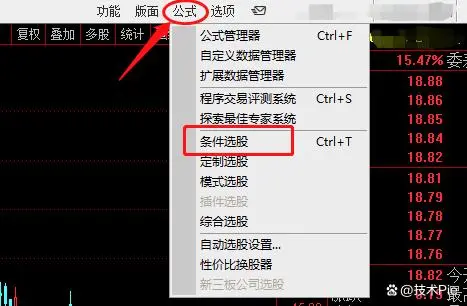 功能 版面 公式 选项
复权 叠加 多股 统计
公式管理器 Ctrl+F
自定义数据管理器
扩展数据管理器
程序交易评测系统 Ctrl+S
探索最佳专家系统
条件选股 Ctrl+T
定制选股
模式选股
插件选股
综合选股
自动选股设置...
性价比换股器
新三板公司选股
委
15.47%
18.88
18.85
18.84
18.83
18.82
18.81
18.79
18.78
18.77
18.76
18.82 今
@技术Pie